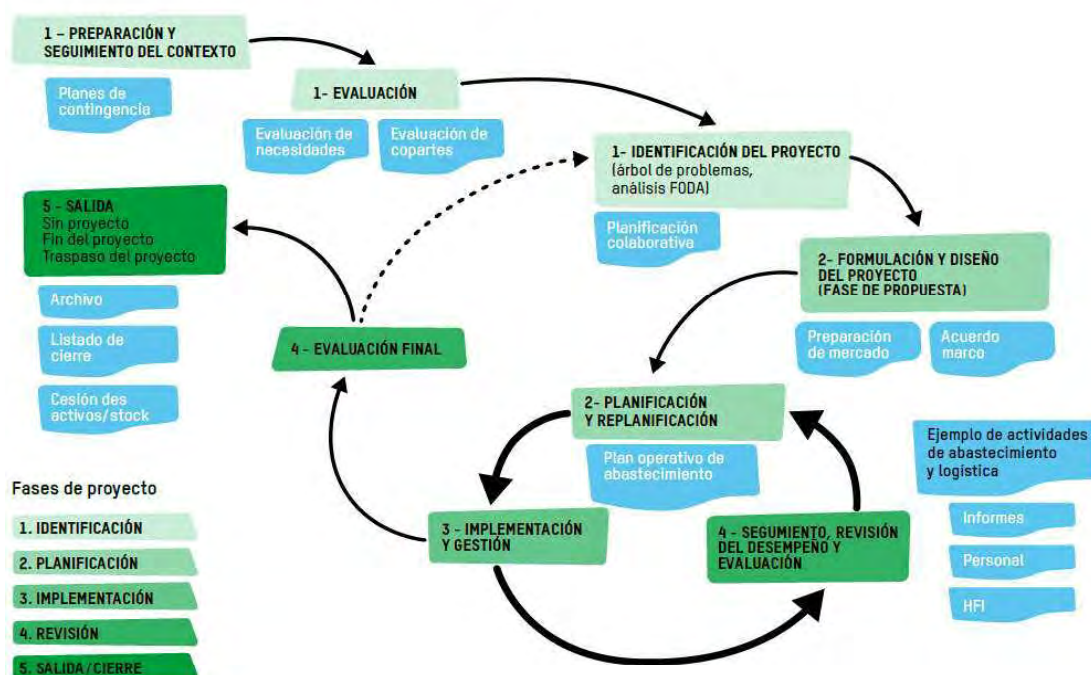 1 – PREPARACIÓN Y
SEGUIMIENTO DEL CONTEXTO
Planes de
contingencia
1- EVALUACIÓN
Evaluación de
necesidades
Evaluación de
copartes
1- IDENTIFICACIÓN DEL PROYECTO
(árbol de problemas,
análisis FODA)
Planificación
colaborativa
5 - SALIDA
Sin proyecto
Fin del proyecto
Traspaso del proyecto
Archivo
Listado de
cierre
Cesión des
activos/stock
2- FORMULACIÓN Y DISEÑO
DEL PROYECTO
(FASE DE PROPUESTA)
Preparación
de mercado
Acuerdo
marco
4 - EVALUACIÓN FINAL
2- PLANIFICACIÓN
Y REPLANIFICACIÓN
Plan operativo de
abastecimiento
Ejemplo de actividades
de abastecimiento
y logística
Informes
Personal
HFI
3 - IMPLEMENTACIÓN
Y GESTIÓN
4 - SEGUMIENTO, REVISIÓN
DEL DESEMPEÑO Y
EVALUACIÓN
Fases de proyecto
1. IDENTIFICACIÓN
2. PLANIFICACIÓN
3. IMPLEMENTACIÓN
4. REVISIÓN
5. SALIDA/CIERRE